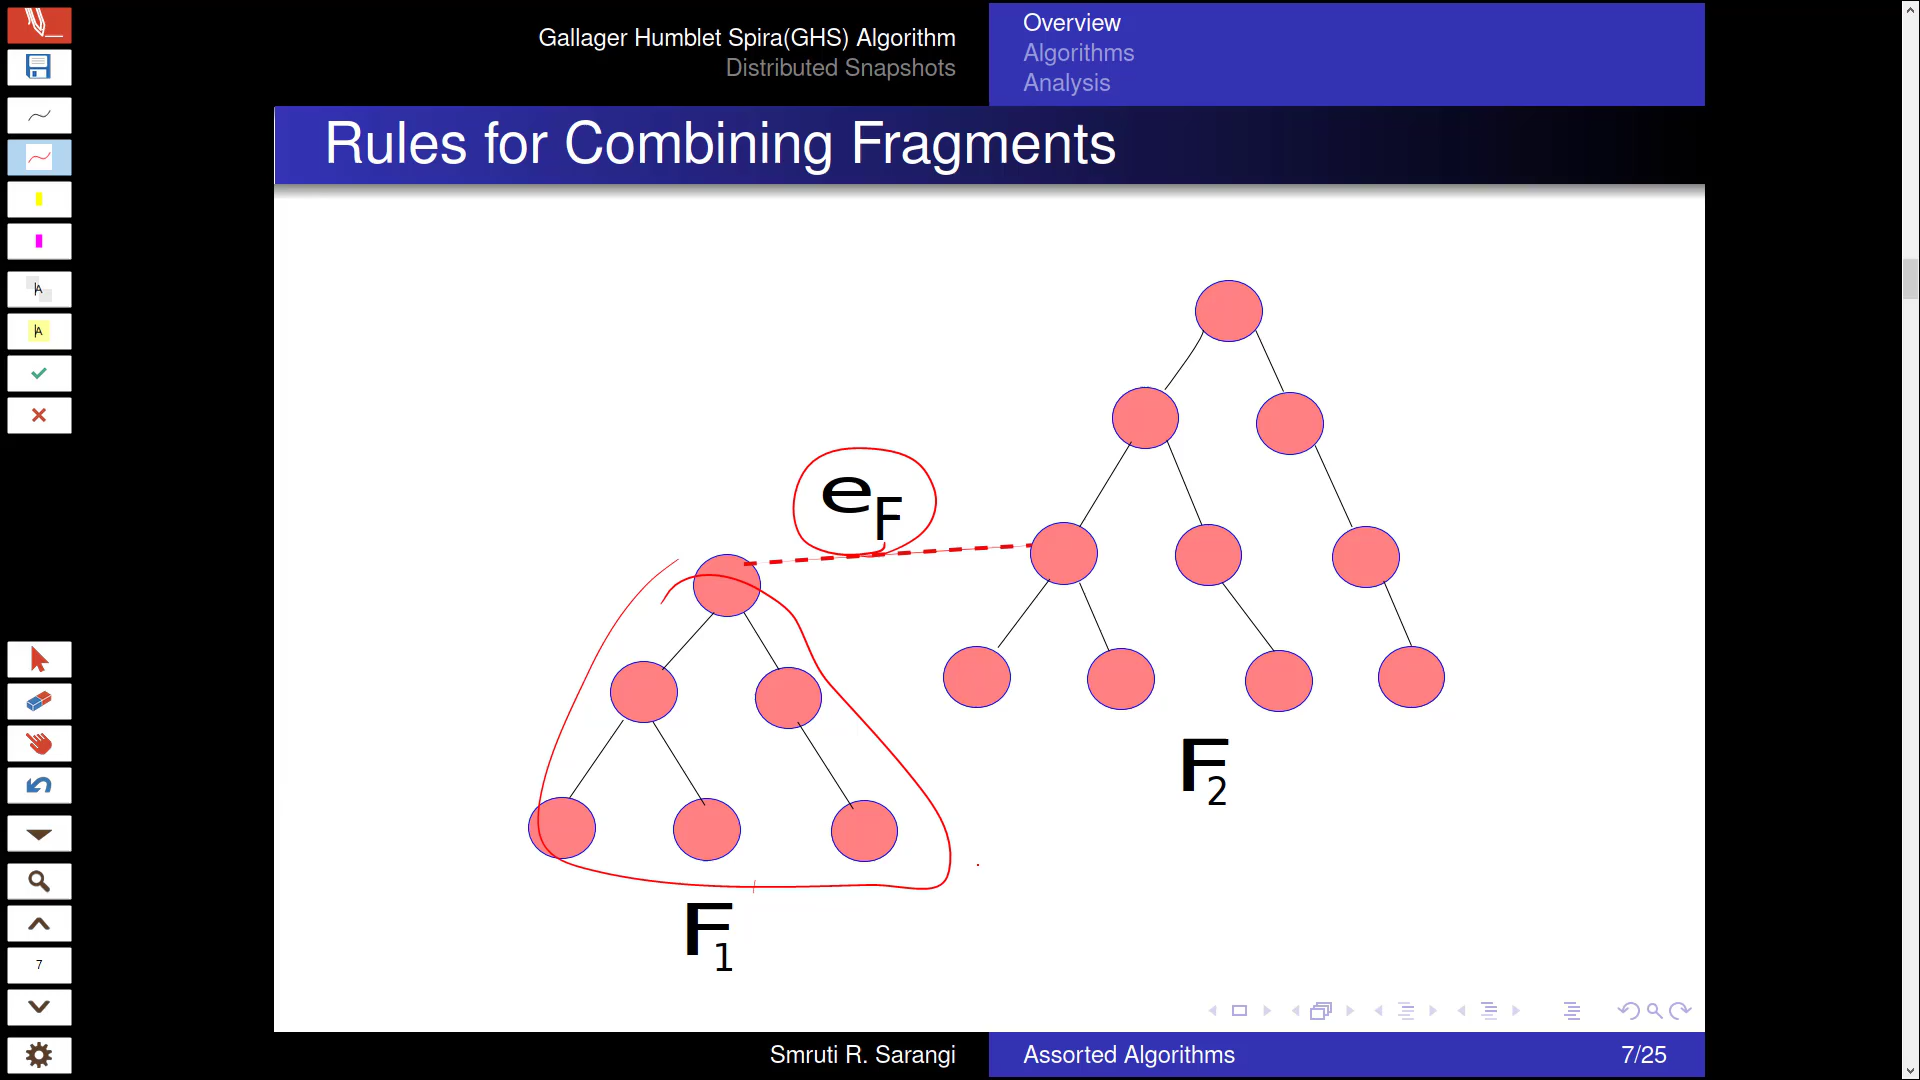 Gallager Humblet Spira(GHS) Algorithm
Distributed Snapshots
Overview
Algorithms
Analysis
Rules for Combining Fragments
eF
F2
F1
7
Smruti R. Sarangi
Assorted Algorithms
7/25